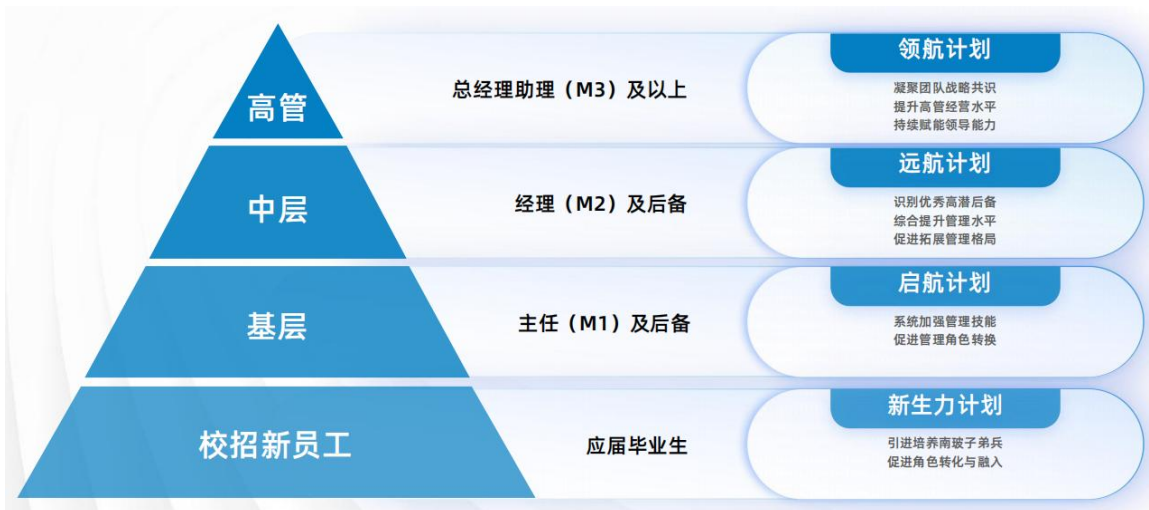 高管
总经理助理（M3）及以上
领航计划
凝聚团队战略共识
提升高管经营水平
持续赋能领导能力
中层
经理（M2）及后备
远航计划
识别优秀高潜后备
综合提升管理水平
促进拓展管理格局
基层
主任（M1）及后备
启航计划
系统加强管理技能
促进管理角色转换
校招新员工
应届毕业生
新生力计划
引进培养南玻子弟兵
促进角色转化与融入